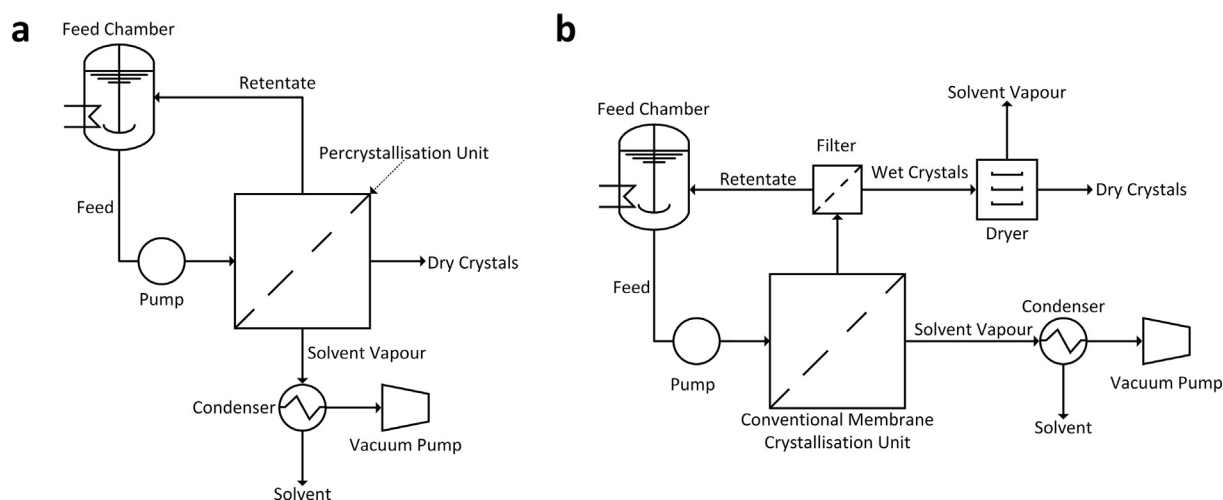 a
Feed Chamber
Retentate
Percrystallisation Unit
Feed
Pump
Dry Crystals
Solvent Vapour
Condenser
Vacuum Pump
Solvent
b
Feed Chamber
Solvent Vapour
Filter
Retentate
Wet Crystals
Dry Crystals
Dryer
Feed
Pump
Condenser
Solvent Vapour
Vacuum Pump
Conventional Membrane
Crystallisation Unit
Solvent